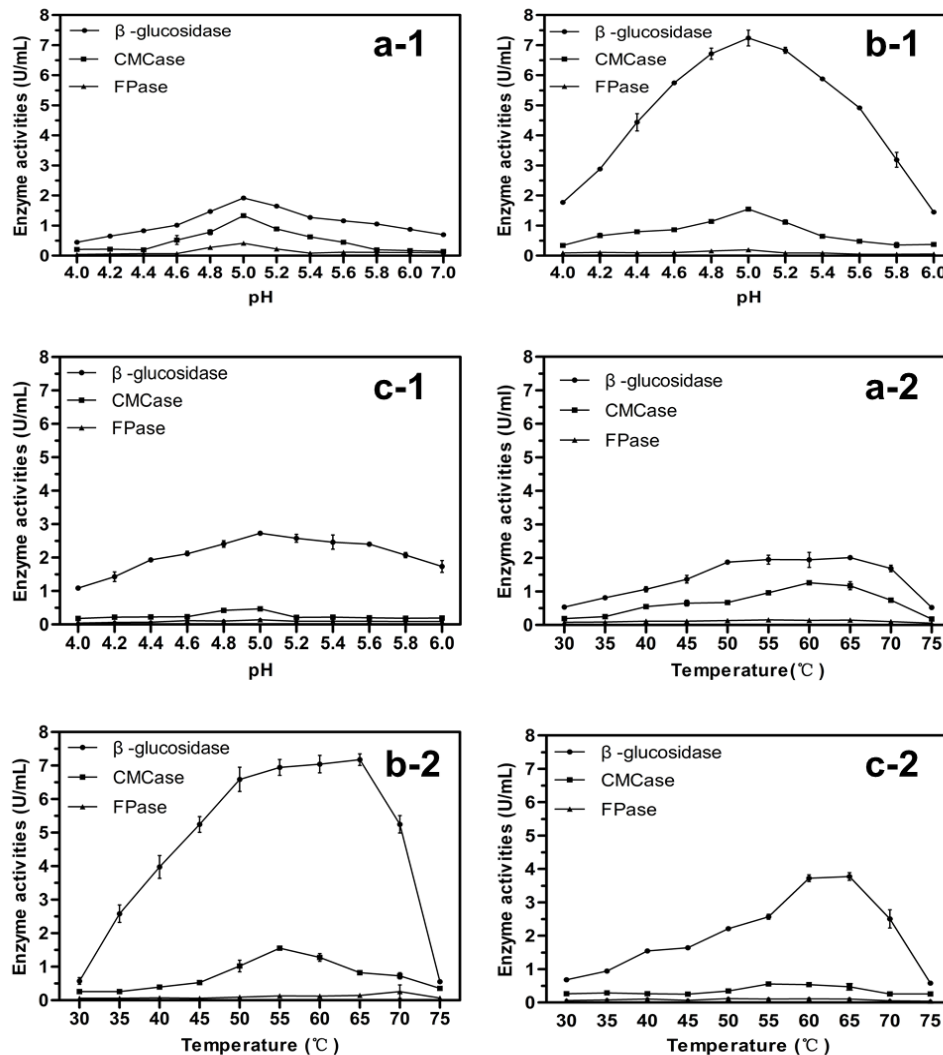 a-1
β -glucosidase
CMCase
FPase
Enzyme activities (U/mL)
8
7
6
5
4
3
2
1
0
4.0 4.2 4.4 4.6 4.8 5.0 5.2 5.4 5.6 5.8 6.0 7.0
pH
b-1
β -glucosidase
CMCase
FPase
Enzyme activities (U/mL)
8
7
6
5
4
3
2
1
0
4.0 4.2 4.4 4.6 4.8 5.0 5.2 5.4 5.6 5.8 6.0
pH
c-1
β -glucosidase
CMCase
FPase
Enzyme activities (U/mL)
8
7
6
5
4
3
2
1
0
4.0 4.2 4.4 4.6 4.8 5.0 5.2 5.4 5.6 5.8 6.0
pH
a-2
β -glucosidase
CMCase
FPase
Enzyme activities (U/ml)
8
7
6
5
4
3
2
1
0
30 35 40 45 50 55 60 65 70 75
Temperature(℃ )
b-2
β -glucosidase
CMCase
FPase
Enzyme activities (U/mL)
8
7
6
5
4
3
2
1
0
30 35 40 45 50 55 60 65 70 75
Temperature (℃ )
c-2
β -glucosidase
CMCase
FPase
Enzyme activities (U/mL)
8
7
6
5
4
3
2
1
0
30 35 40 45 50 55 60 65 70 75
Temperature (℃ )